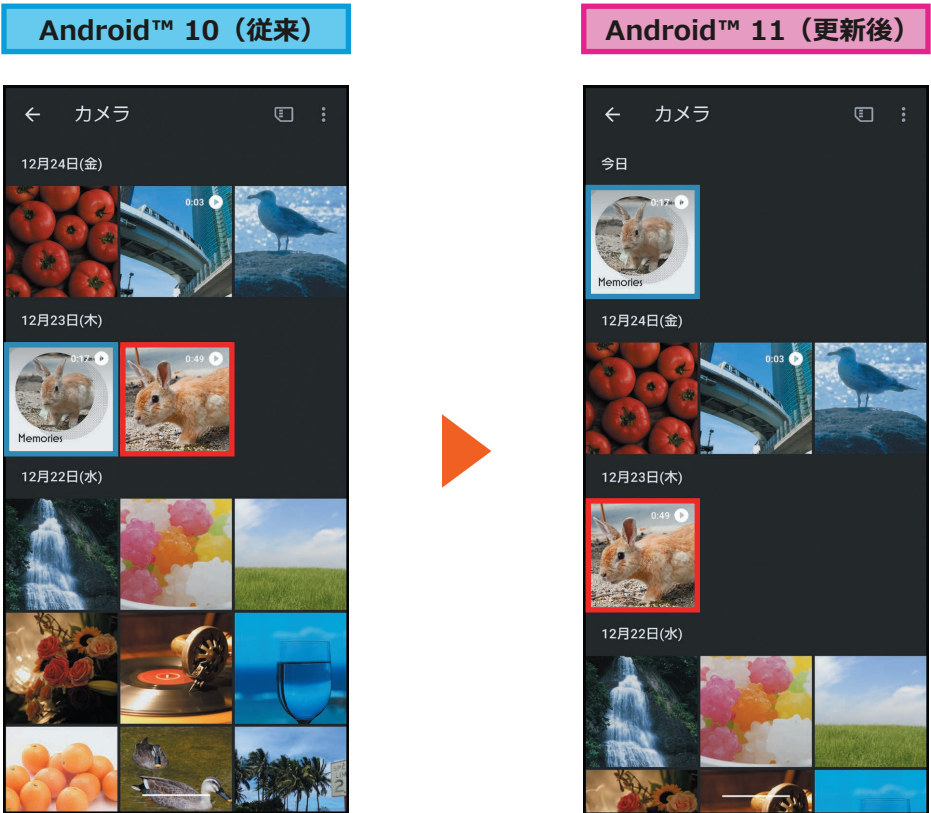 Android™ 10（従来）
カメラ
12月24日(金)
0:03
12月23日(木)
0:17
0:49
Memories
12月22日(水)
Android™ 11（更新後）
カメラ
今日
0:17
Memories
12月24日(金)
0:03
12月23日(木)
0:49
12月22日(水)